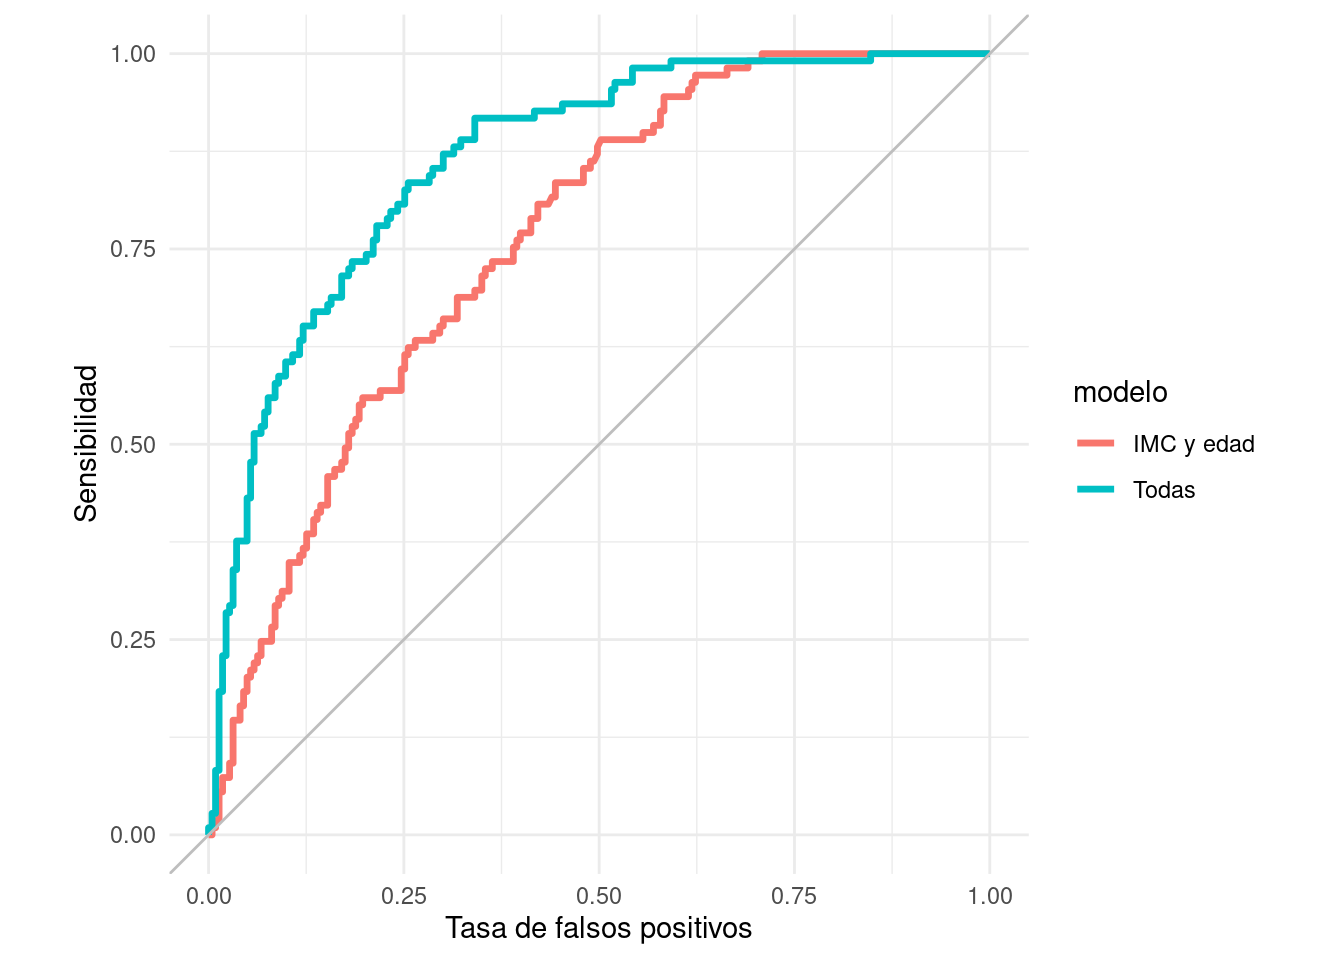 1.00
0.75
0.50
0.25
0.00
Sensibilidad
0.00 0.25 0.50 0.75 1.00
Tasa de falsos positivos
modelo
IMC y edad
Todas